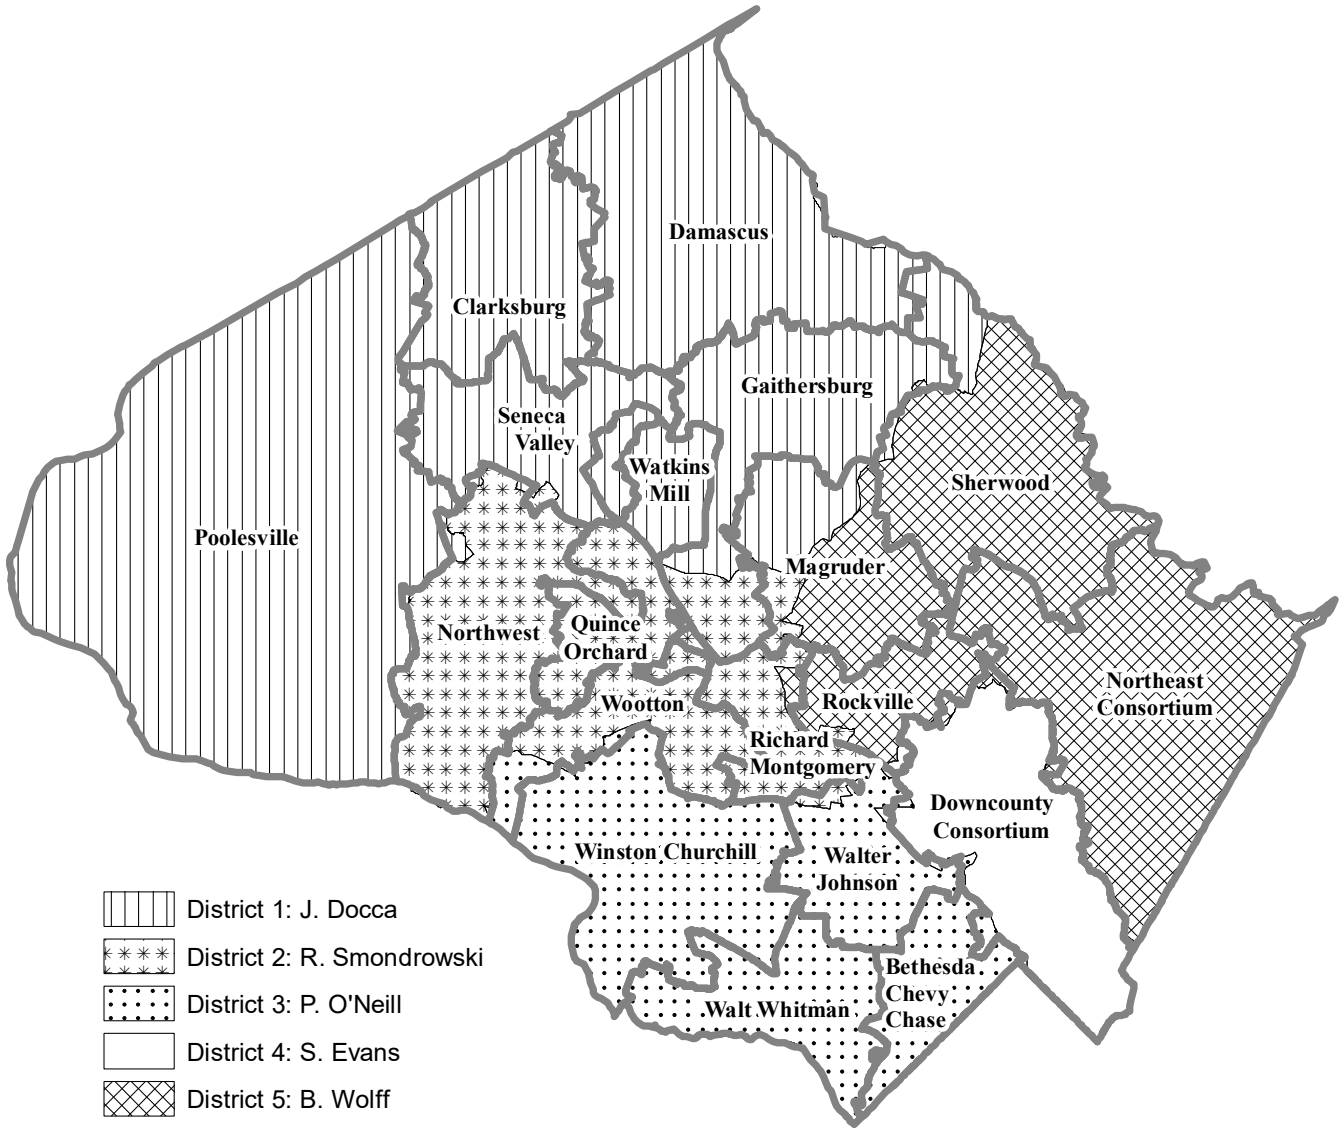 Damascus
Clarksburg
Gaithersburg
Seneca
Valley
Watkins
Mill
Sherwood
Poolesville
Magruder
Northwest
Quince
Orchard
Northeast
Consortium
Wootton
Rockville
Richard
Montgomery
Downcounty
Consortium
Winston Churchill
Walter
Johnson
Bethesda
Chevy
Chase
Walt Whitman
District 1: J. Docca
District 2: R. Smondrowski
District 3: P. O'Neill
District 4: S. Evans
District 5: B. Wolff